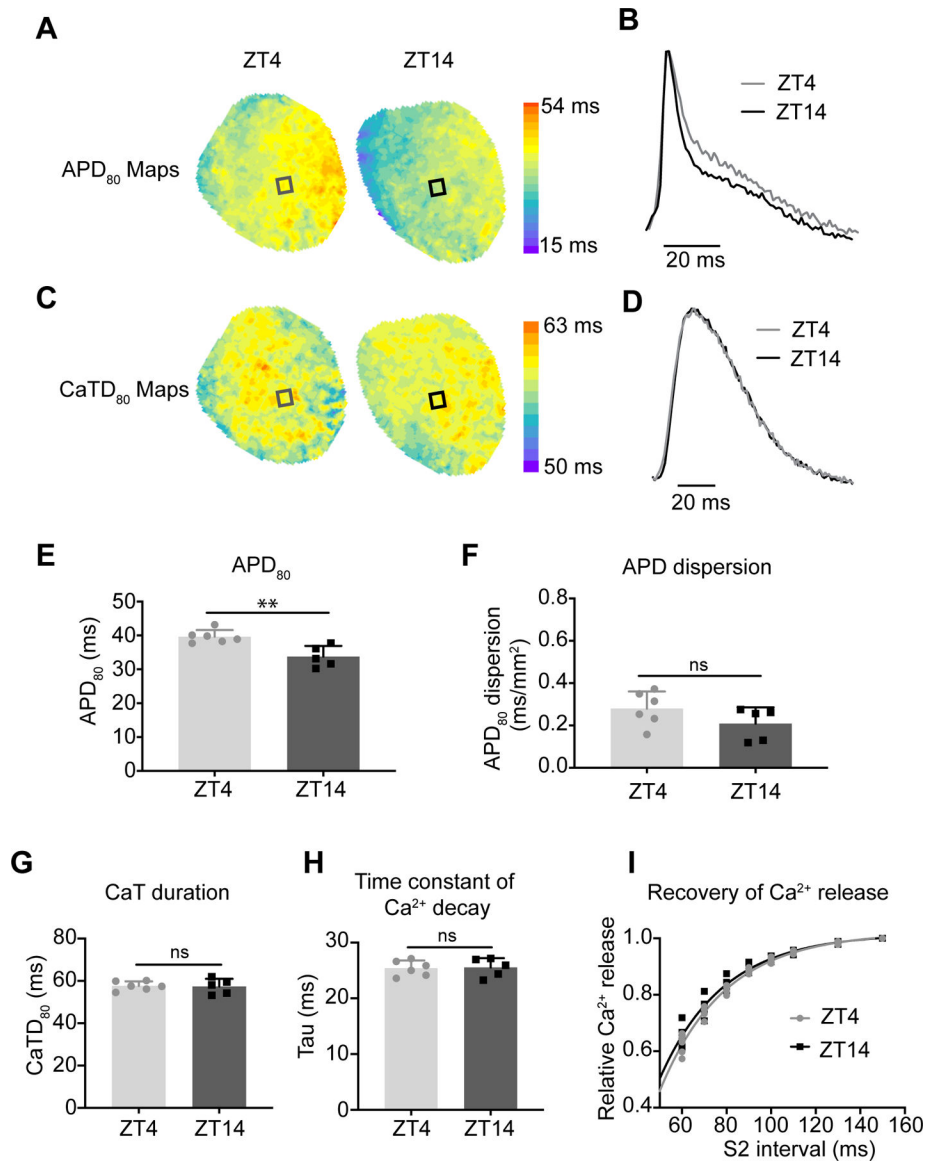 A
ZT4
ZT14
APD₈₀ Maps
54 ms
15 ms
B
ZT4
ZT14
20 ms
C
CaTD₈₀ Maps
63 ms
50 ms
D
ZT4
ZT14
20 ms
E
APD₈₀
**
APD₈₀ (ms)
50
40
30
20
10
0
ZT4
ZT14
F
APD dispersion
ns
APD₈₀ dispersion
(ms/mm²)
0.8
0.6
0.4
0.2
0.0
ZT4
ZT14
G
CaT duration
ns
CaTD₈₀ (ms)
80
60
40
20
0
ZT4
ZT14
H
Time constant of
Ca²⁺ decay
ns
Tau (ms)
30
20
10
0
ZT4
ZT14
I
Recovery of Ca²⁺ release
Relative Ca²⁺ release
1.0
0.8
0.6
0.4
ZT4
ZT14
60 80 100 120 140 160
S2 interval (ms)